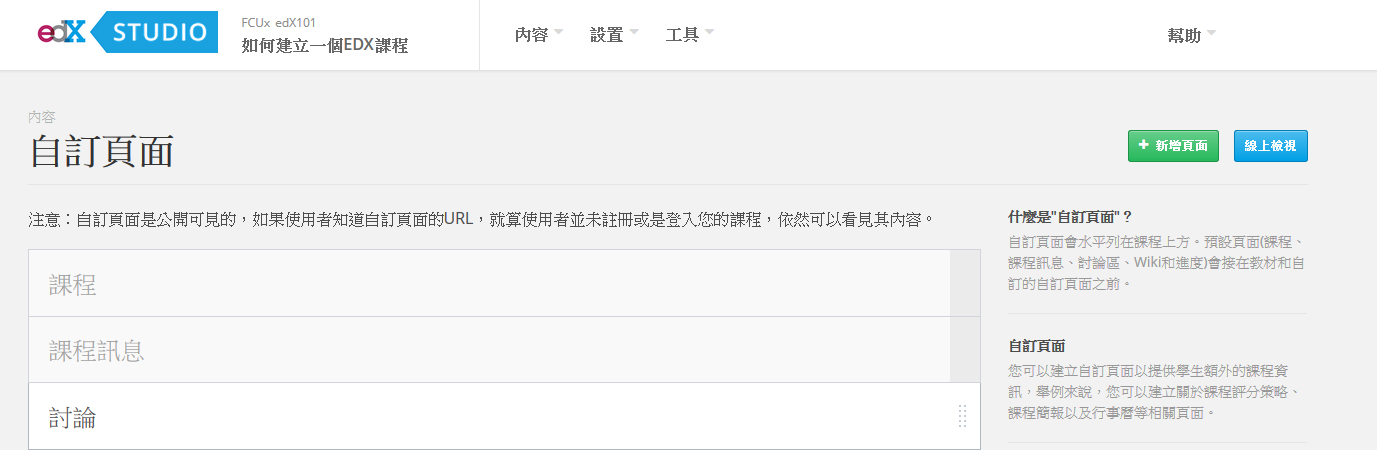 edX STUDIO
FCUx edX101
如何建立一個EDX課程
內容 設置 工具 幫助
內容
自訂頁面
+ 新增頁面 線上檢視
注意：自訂頁面是公開可見的，如果使用者知道自訂頁面的URL，就算使用者並未註冊或是登入您的課程，依然可以看見其內容。
課程
課程訊息
討論
什麼是"自訂頁面"？
自訂頁面會水平列在課程上方。預設頁面(課程、
課程訊息、討論區、Wiki和進度)會接在教材和自
訂的自訂頁面之前。
自訂頁面
您可以建立自訂頁面以提供學生額外的課程資
訊，舉例來說，您可以建立關於課程評分策略、
課程簡報以及行事曆等相關頁面。